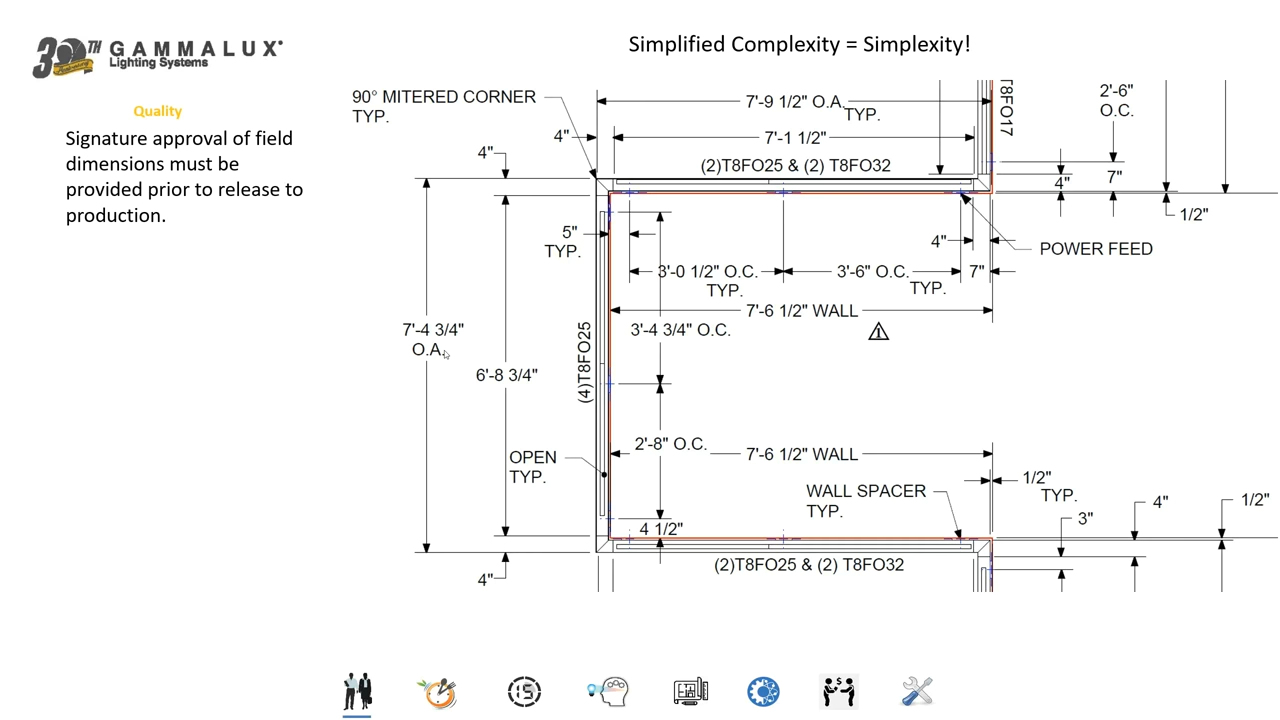 30TH GAMMALUX
Lighting Systems
Simplified Complexity = Simplexity!
Quality
Signature approval of field
dimensions must be
provided prior to release to
production.
90° MITERED CORNER
TYP.
7'-9 1/2" O.A.
TYP.
T8FO17
2'-6"
O.C.
4"
7'-1 1/2"
4"
(2)T8FO25 & (2) T8FO32
4"
7"
1/2"
5"
TYP.
4"
POWER FEED
3'-0 1/2" O.C.
TYP.
3'-6" O.C.
TYP.
7"
7'-6 1/2" WALL
7'-4 3/4"
O.A.
3'-4 3/4" O.C.
1
(4)T8FO25
6'-8 3/4"
2'-8" O.C.
7'-6 1/2" WALL
OPEN
TYP.
WALL SPACER
TYP.
1/2"
TYP.
3"
4"
1/2"
4 1/2"
(2)T8FO25 & (2) T8FO32
4"
15
$